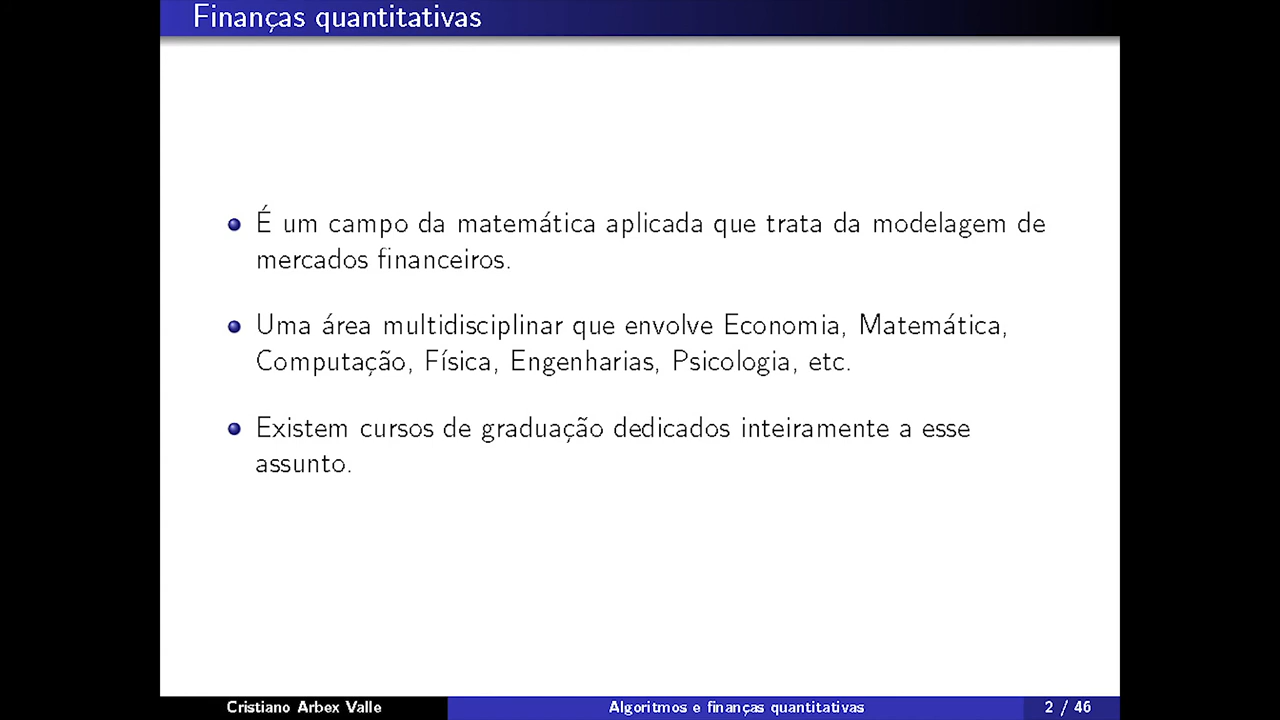 Finanças quantitativas
É um campo da matemática aplicada que trata da modelagem de
mercados financeiros.
Uma área multidisciplinar que envolve Economia, Matemática,
Computação, Física, Engenharias, Psicologia, etc.
Existem cursos de graduação dedicados inteiramente a esse
assunto.
Cristiano Arbex Valle
Algoritmos e finanças quantitativas
2 / 46